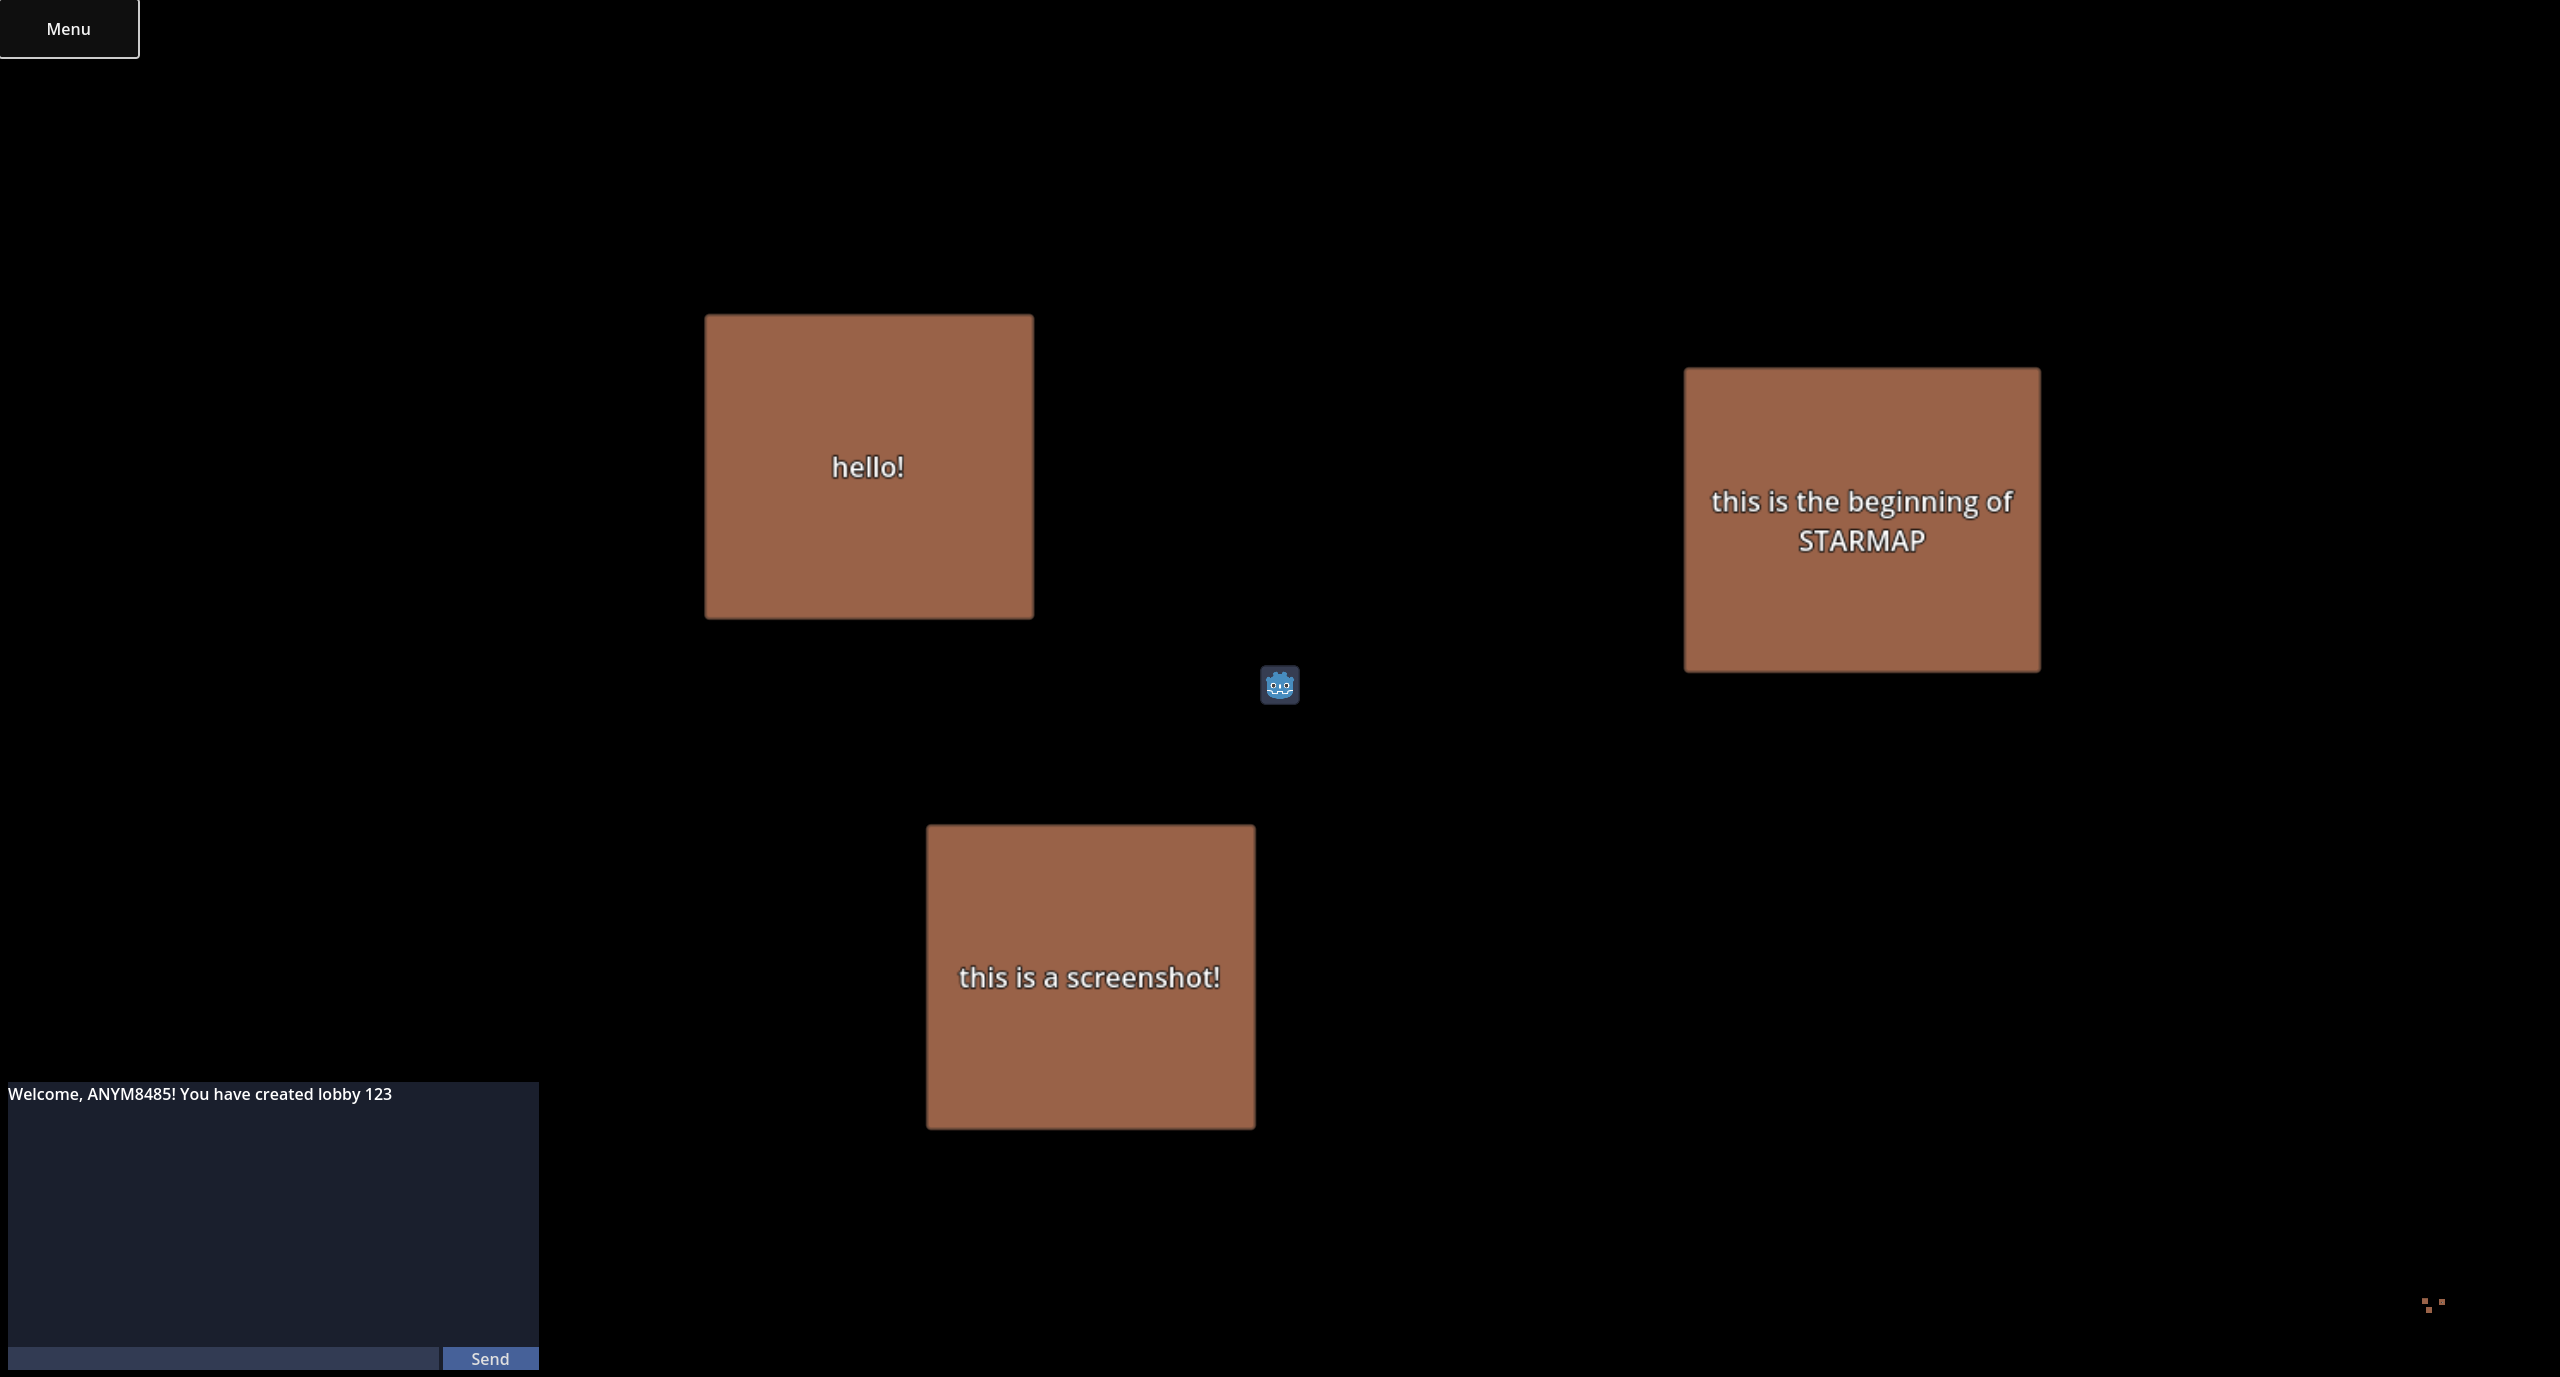 Menu
hello!
this is the beginning of
STARMAP
this is a screenshot!
Welcome, ANYM8485! You have created lobby 123
Send